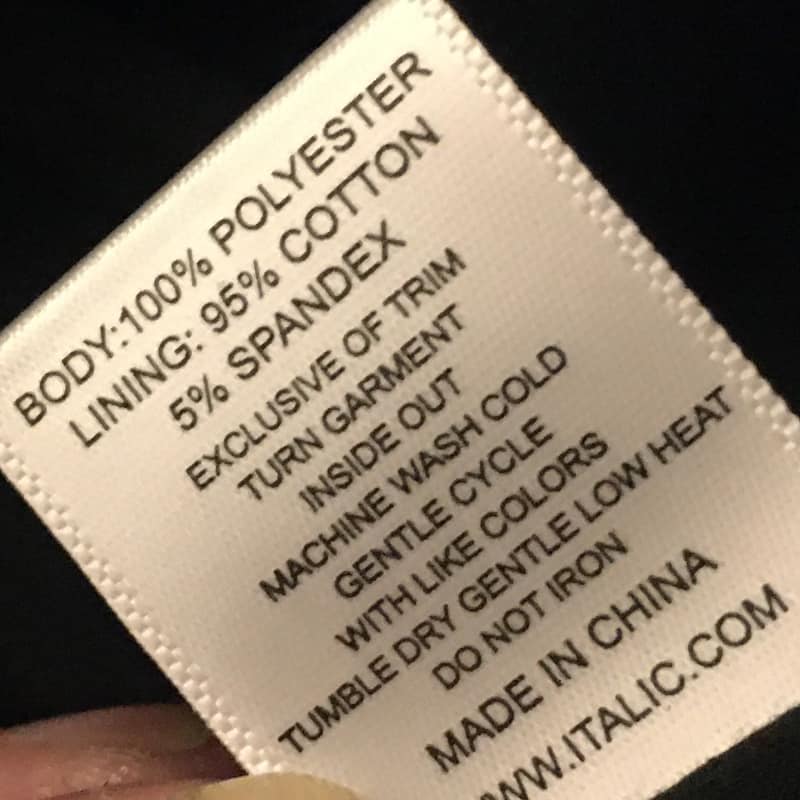 BODY:100% POLYESTER
LINING: 95% COTTON
5% SPANDEX
EXCLUSIVE OF TRIM
TURN GARMENT
INSIDE OUT
MACHINE WASH COLD
GENTLE CYCLE
WITH LIKE COLORS
TUMBLE DRY GENTLE LOW HEAT
DO NOT IRON
MADE IN CHINA
WW.ITALIC.COM